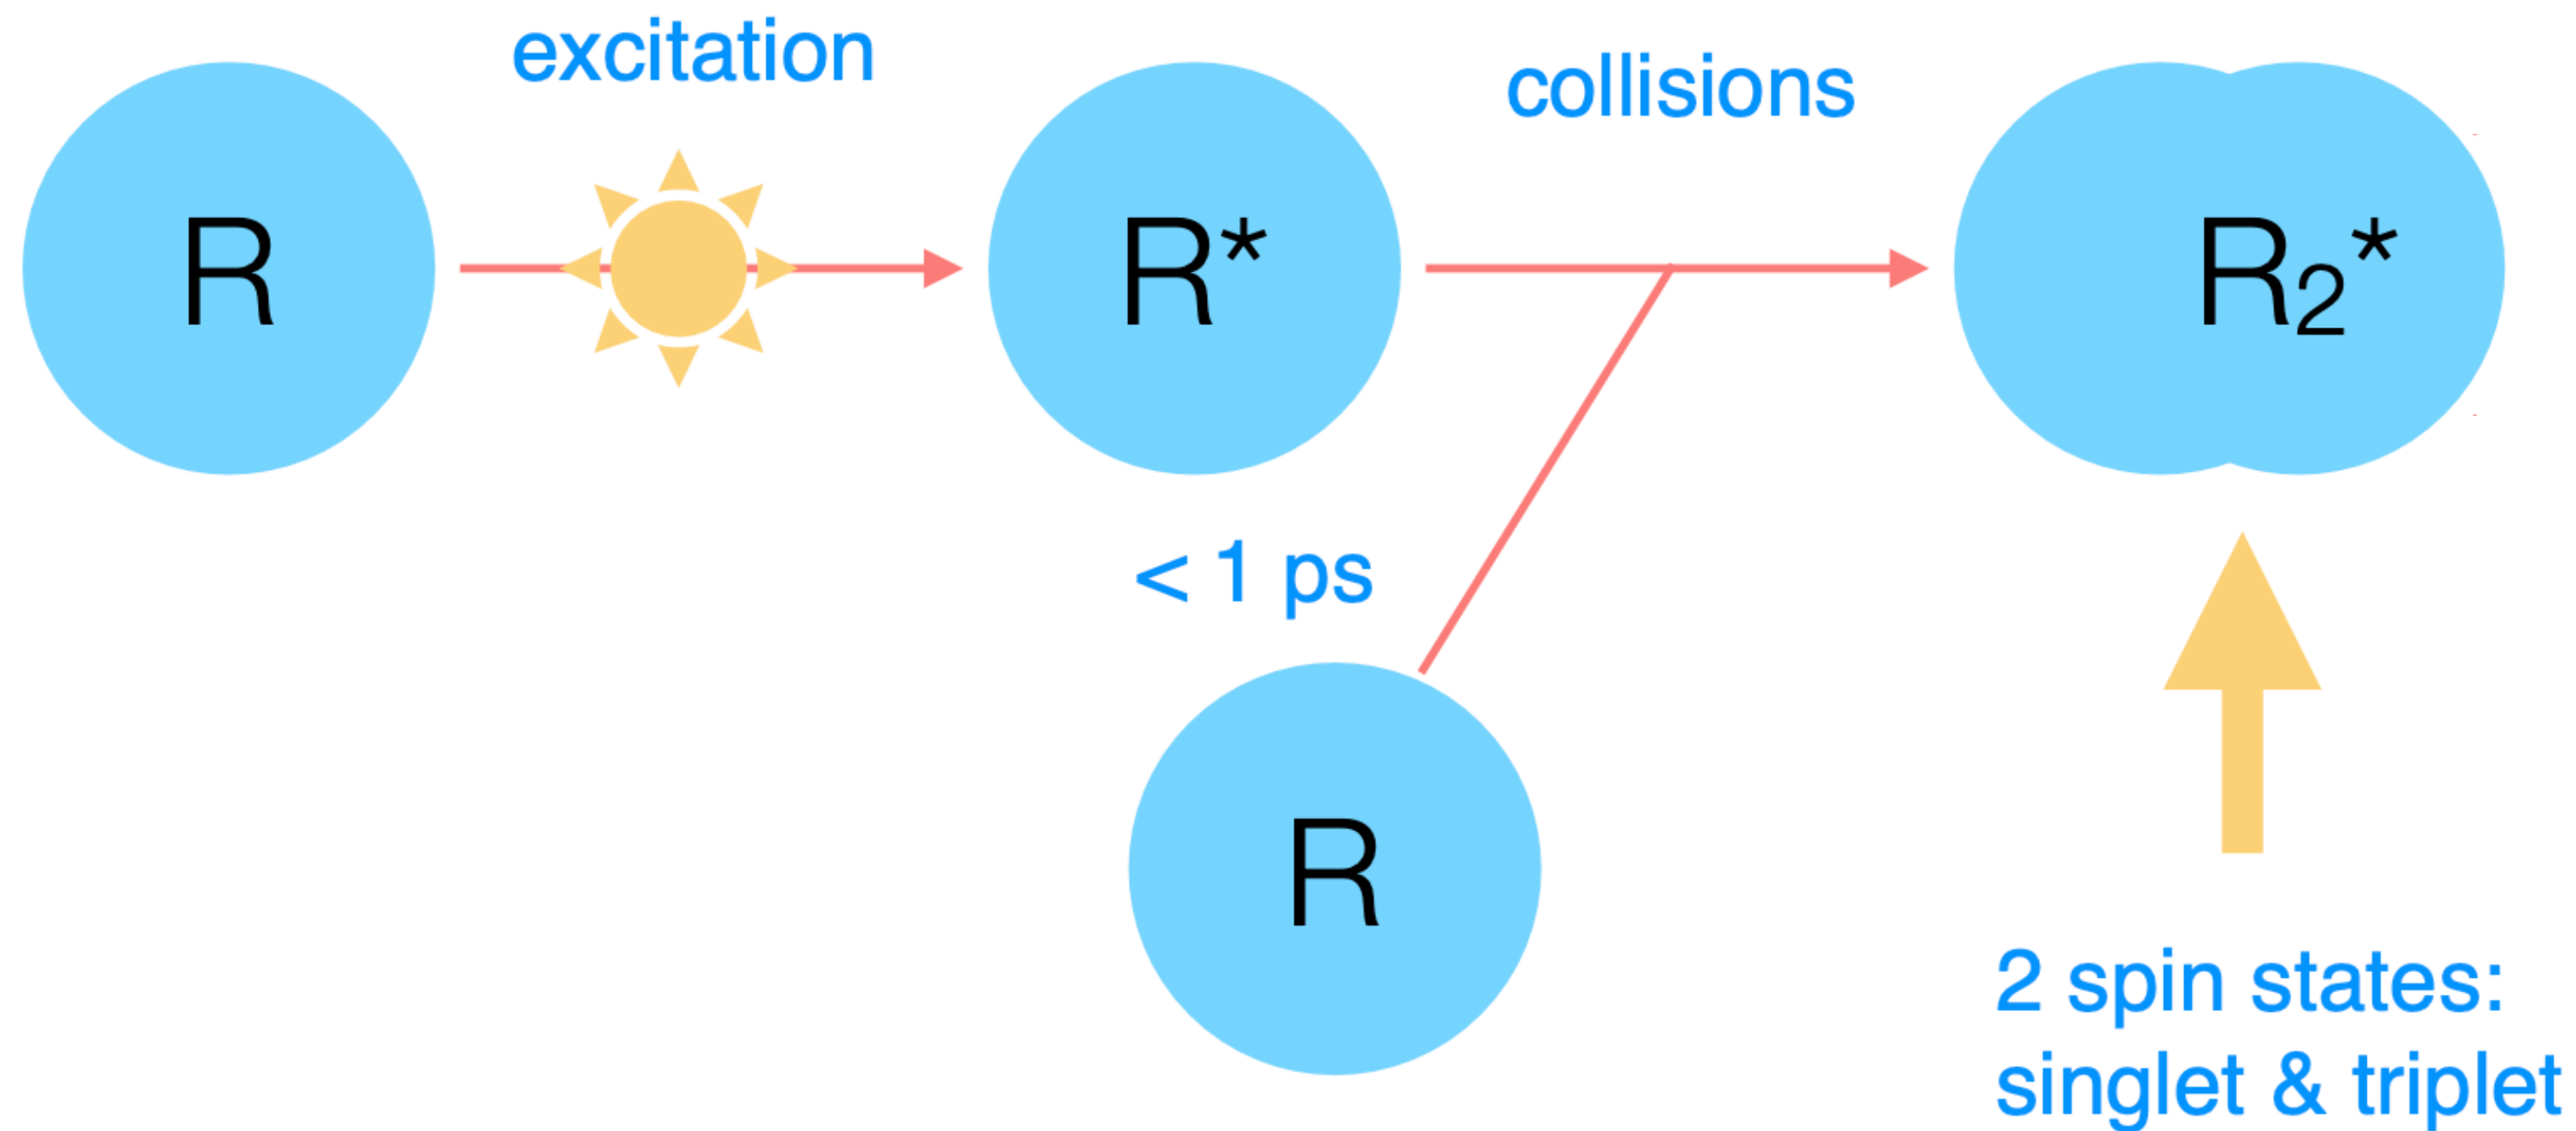 excitation
collisions
R
R*
R₂*
< 1 ps
R
2 spin states:
singlet & triplet